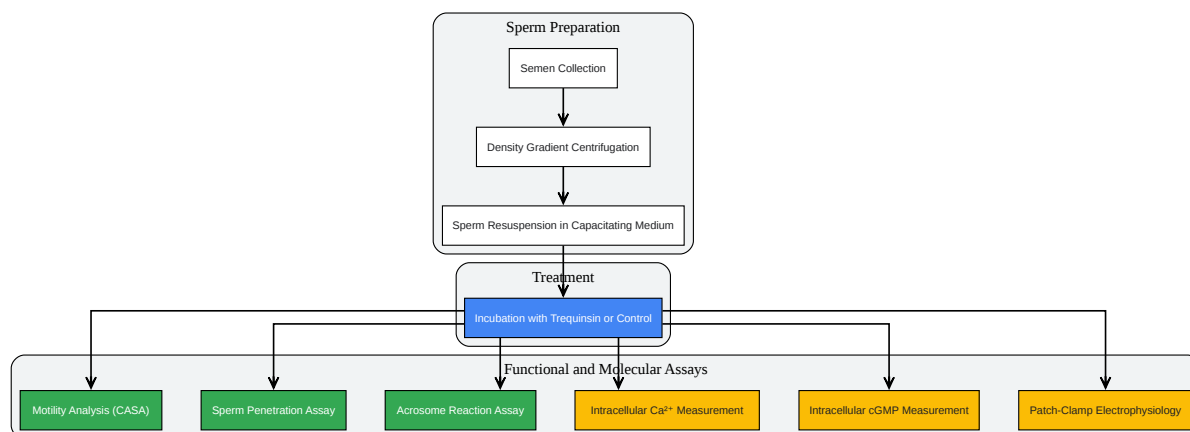 Sperm Preparation
Semen Collection
Density Gradient Centrifugation
Sperm Resuspension in Capacitating Medium
Treatment
Incubation with Trequinsin or Control
Functional and Molecular Assays
Motility Analysis (CASA)
Sperm Penetration Assay
Acrosome Reaction Assay
Intracellular Ca²⁺ Measurement
Intracellular cGMP Measurement
Patch-Clamp Electrophysiology